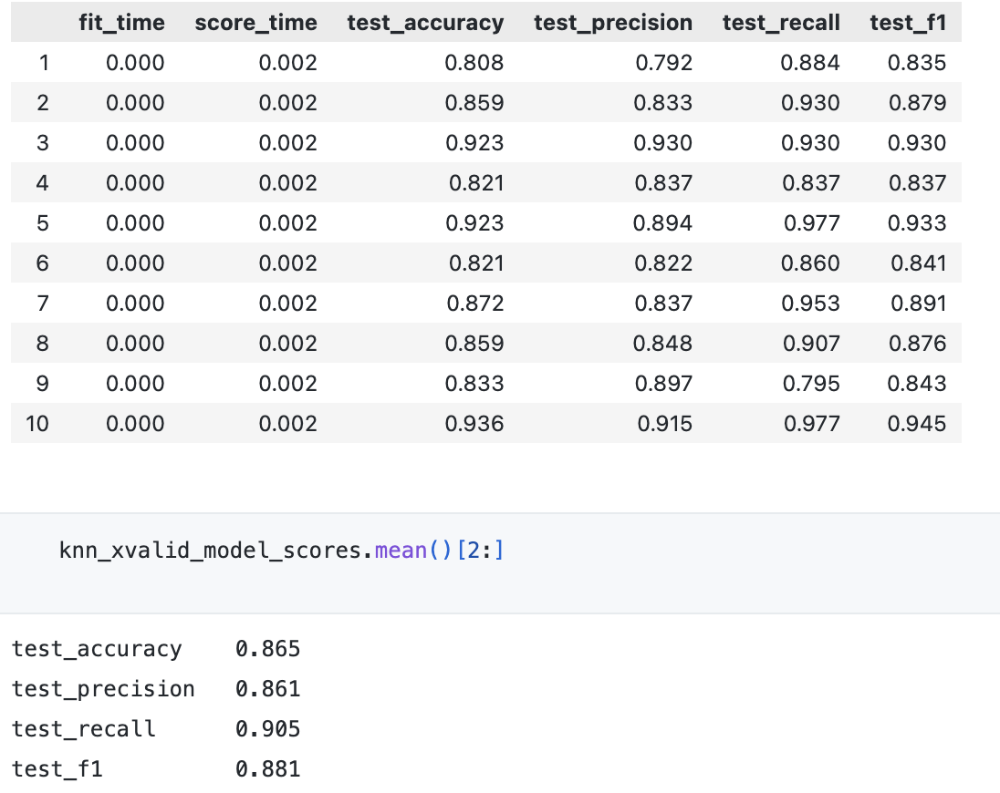 fit_time score_time test_accuracy test_precision test_recall test_f1
1 0.000 0.002 0.808 0.792 0.884 0.835
2 0.000 0.002 0.859 0.833 0.930 0.879
3 0.000 0.002 0.923 0.930 0.930 0.930
4 0.000 0.002 0.821 0.837 0.837 0.837
5 0.000 0.002 0.923 0.894 0.977 0.933
6 0.000 0.002 0.821 0.822 0.860 0.841
7 0.000 0.002 0.872 0.837 0.953 0.891
8 0.000 0.002 0.859 0.848 0.907 0.876
9 0.000 0.002 0.833 0.897 0.795 0.843
10 0.000 0.002 0.936 0.915 0.977 0.945
knn_xvalid_model_scores.mean()[2:]
test_accuracy 0.865
test_precision 0.861
test_recall 0.905
test_f1 0.881